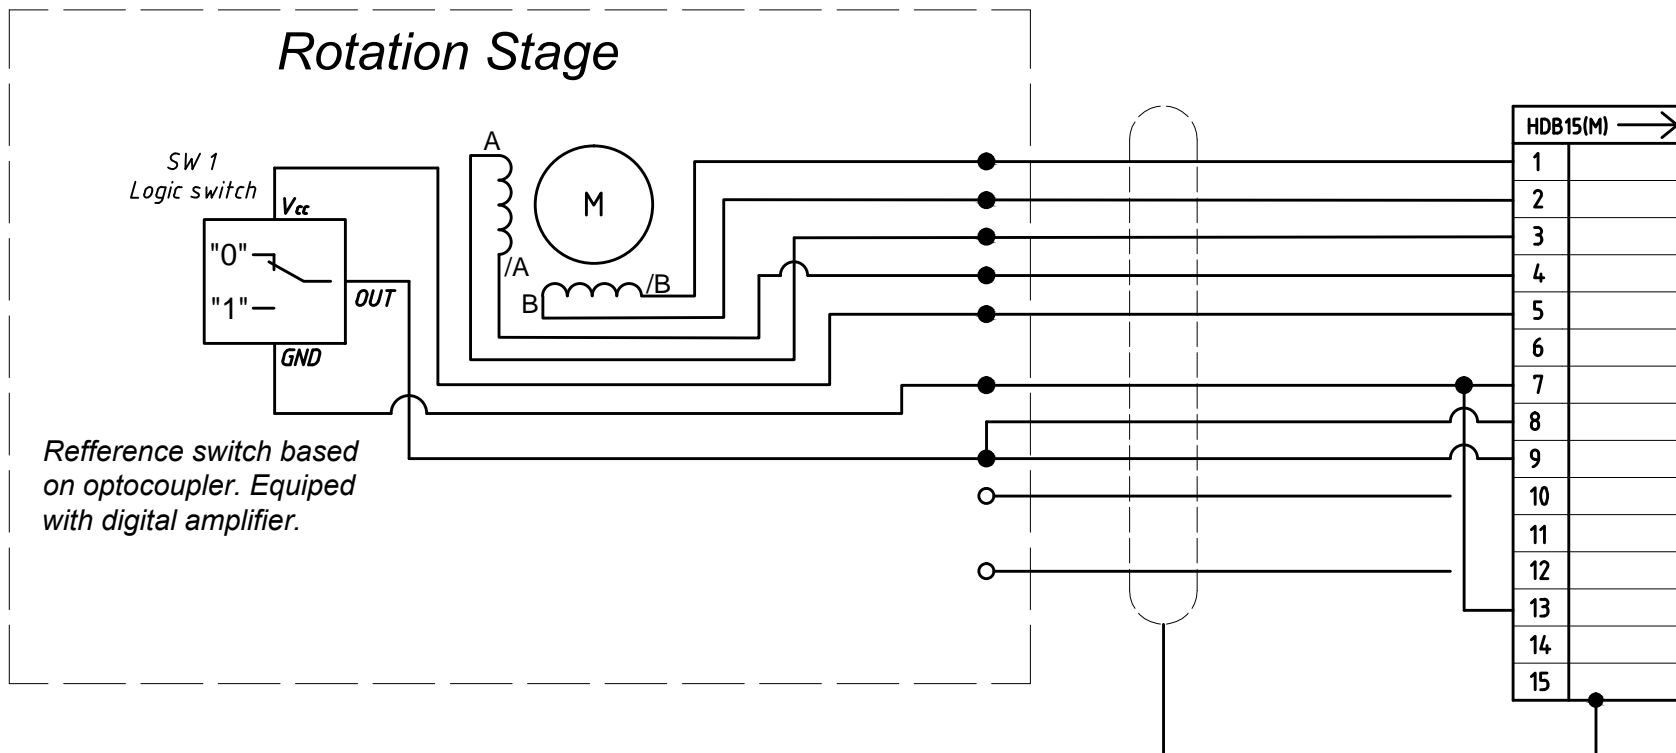 Rotation Stage
SW 1
Logic switch
Vcc
"0"
"1"
OUT
GND
A
/A
M
B
/B
Refference switch based
on optocoupler. Equiped
with digital amplifier.
HDB15(M)
1
2
3
4
5
6
7
8
9
10
11
12
13
14
15